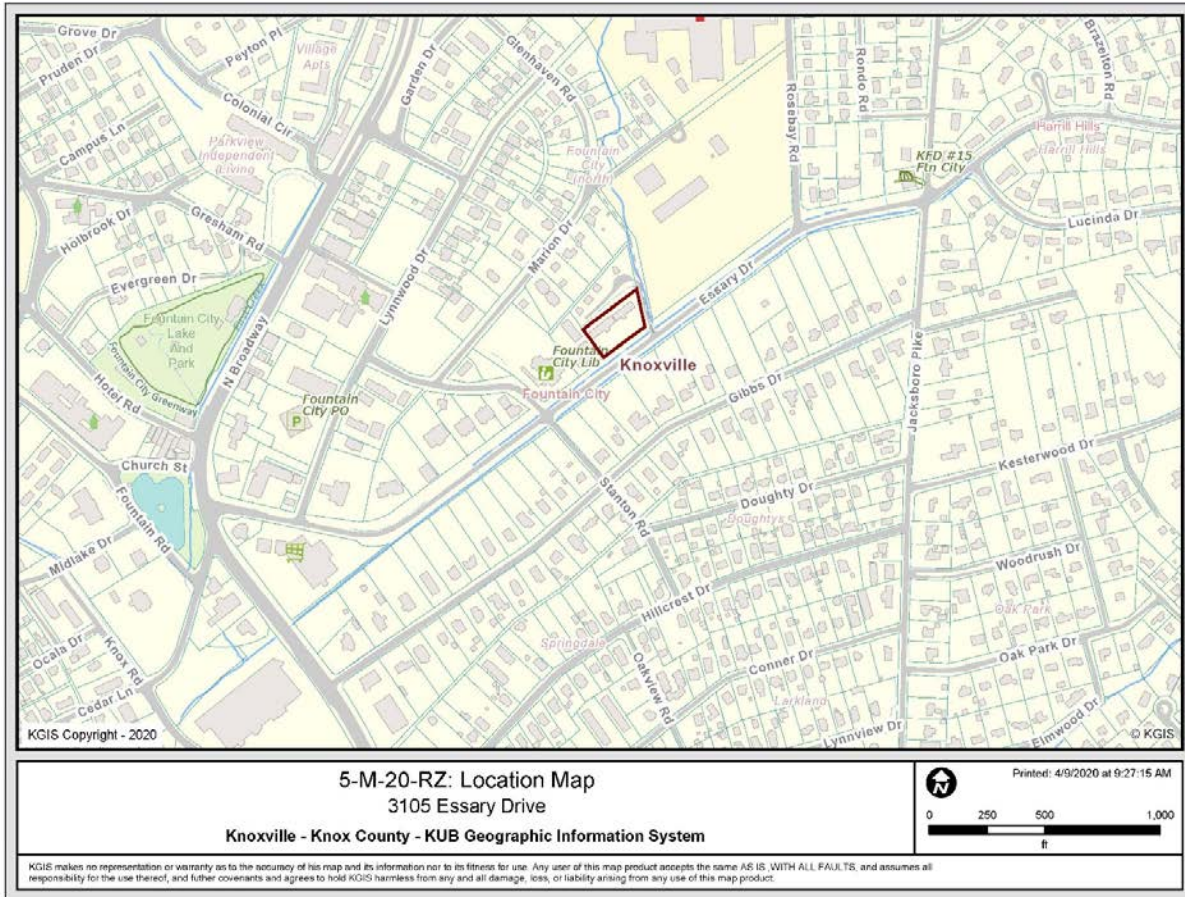 Grove Dr
Pruden Dr
Peyton Pl
Village
Apts
Garden Dr
Glenhaven Rd
Colonial Cir
Campus Ln
Parkview
Independent
Living
Fountain
City
(north)
Rosebay Rd
Rondo Rd
Brazelton Rd
Harrill Hills
Harrill Hills
KFD #15
Ftn City
Lucinda Dr
Holbrook Dr
Gresham Rd
Evergreen Dr
Lynnwood Dr
Marion Dr
Essary Dr
Fountain City
Lake
And
Park
Fountain City Greenway
N Broadway
Hotel Rd
Fountain
City Lib
Knoxville
Fountain City
Fountain
City PO
P
Gibbs Dr
Jacksboro Pike
Church St
Fountain Rd
Stanton Rd
Kesterwood Dr
Doughty Dr
Doughtys
Midlake Dr
Woodrush Dr
Hillcrest Dr
Oak Park
Springdale
Ocala Dr
Knox Rd
Oakview Rd
Conner Dr
Oak Park Dr
Cedar Ln
Larkland
Lynnview Dr
Elmwood Dr
KGIS Copyright - 2020
© KGIS
5-M-20-RZ: Location Map
3105 Essary Drive
Knoxville - Knox County - KUB Geographic Information System
N
Printed: 4/9/2020 at 9:27:15 AM
0 250 500 1,000
ft
KGIS makes no representation or warranty as to the accuracy of his map and its information nor to its fitness for use. Any user of this map product accepts the same AS IS ,WITH ALL FAULTS, and assumes all
responsibility for the use thereof, and futher covenants and agrees to hold KGIS harmless from any and all damage, loss, or liability arising from any use of this map product.